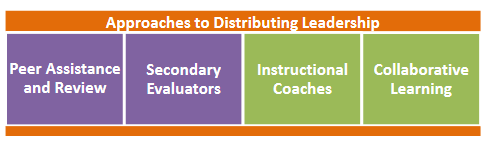 Approaches to Distributing Leadership
Peer Assistance
and Review
Secondary
Evaluators
Instructional
Coaches
Collaborative
Learning